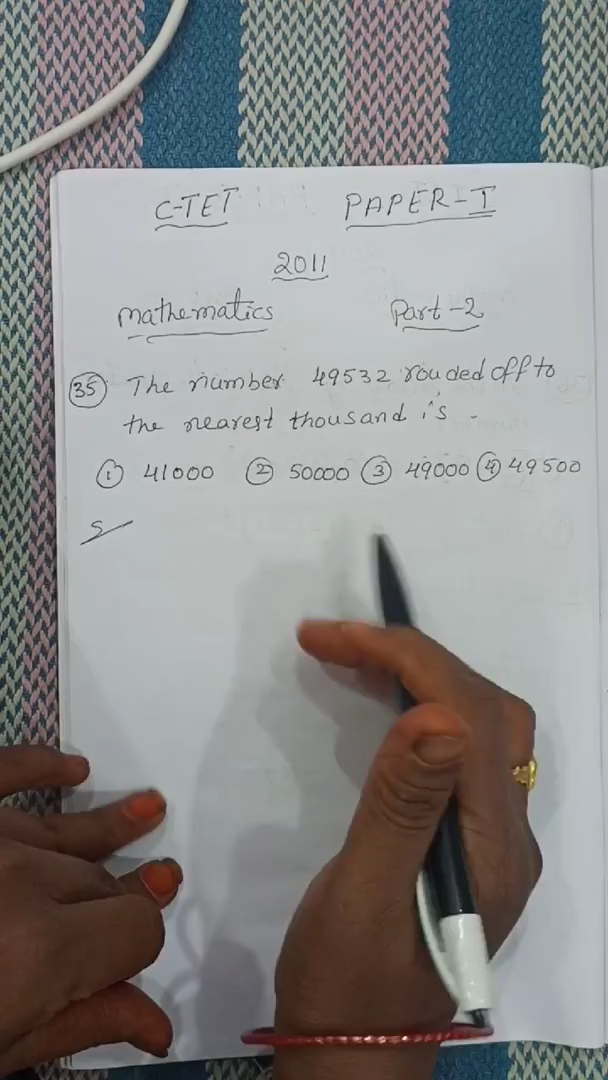 C-TET PAPER-I
2011
Mathematics Part-2
(35) The number 49532 rouded off to
the nearest thousand is -
(1) 41000 (2) 50000 (3) 49000 (4) 49500
S